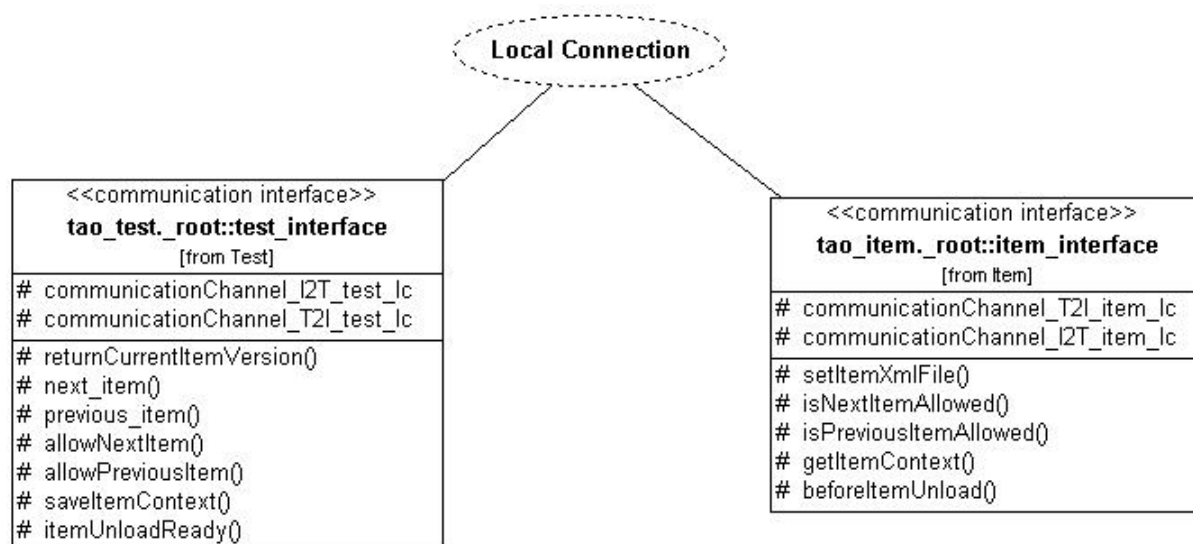 Local Connection
<<communication interface>>
tao_test._root::test_interface
[from Test]
# communicationChannel_I2T_test_lc
# communicationChannel_T2I_test_lc
# returnCurrentItemVersion()
# next_item()
# previous_item()
# allowNextItem()
# allowPreviousItem()
# saveItemContext()
# itemUnloadReady()
<<communication interface>>
tao_item._root::item_interface
[from Item]
# communicationChannel_T2I_item_lc
# communicationChannel_I2T_item_lc
# setItemXmlFile()
# isNextItemAllowed()
# isPreviousItemAllowed()
# getItemContext()
# beforeItemUnload()